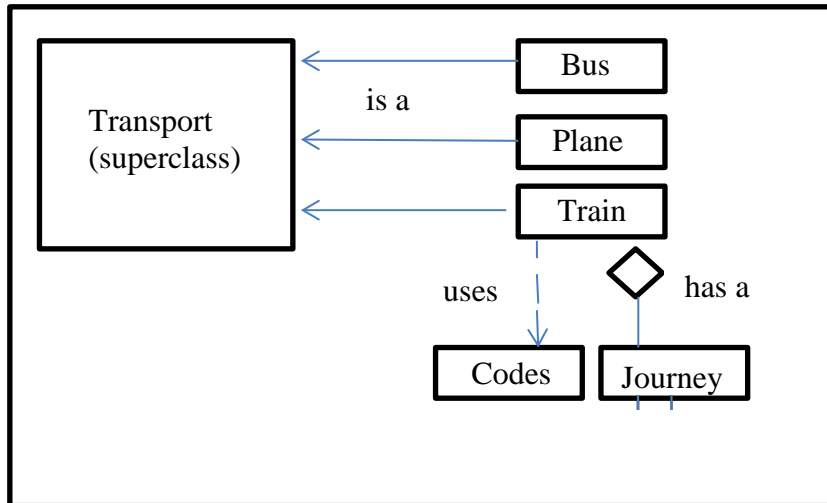 Bus
is a
Transport
(superclass)
Plane
Train
uses
has a
Codes
Journey